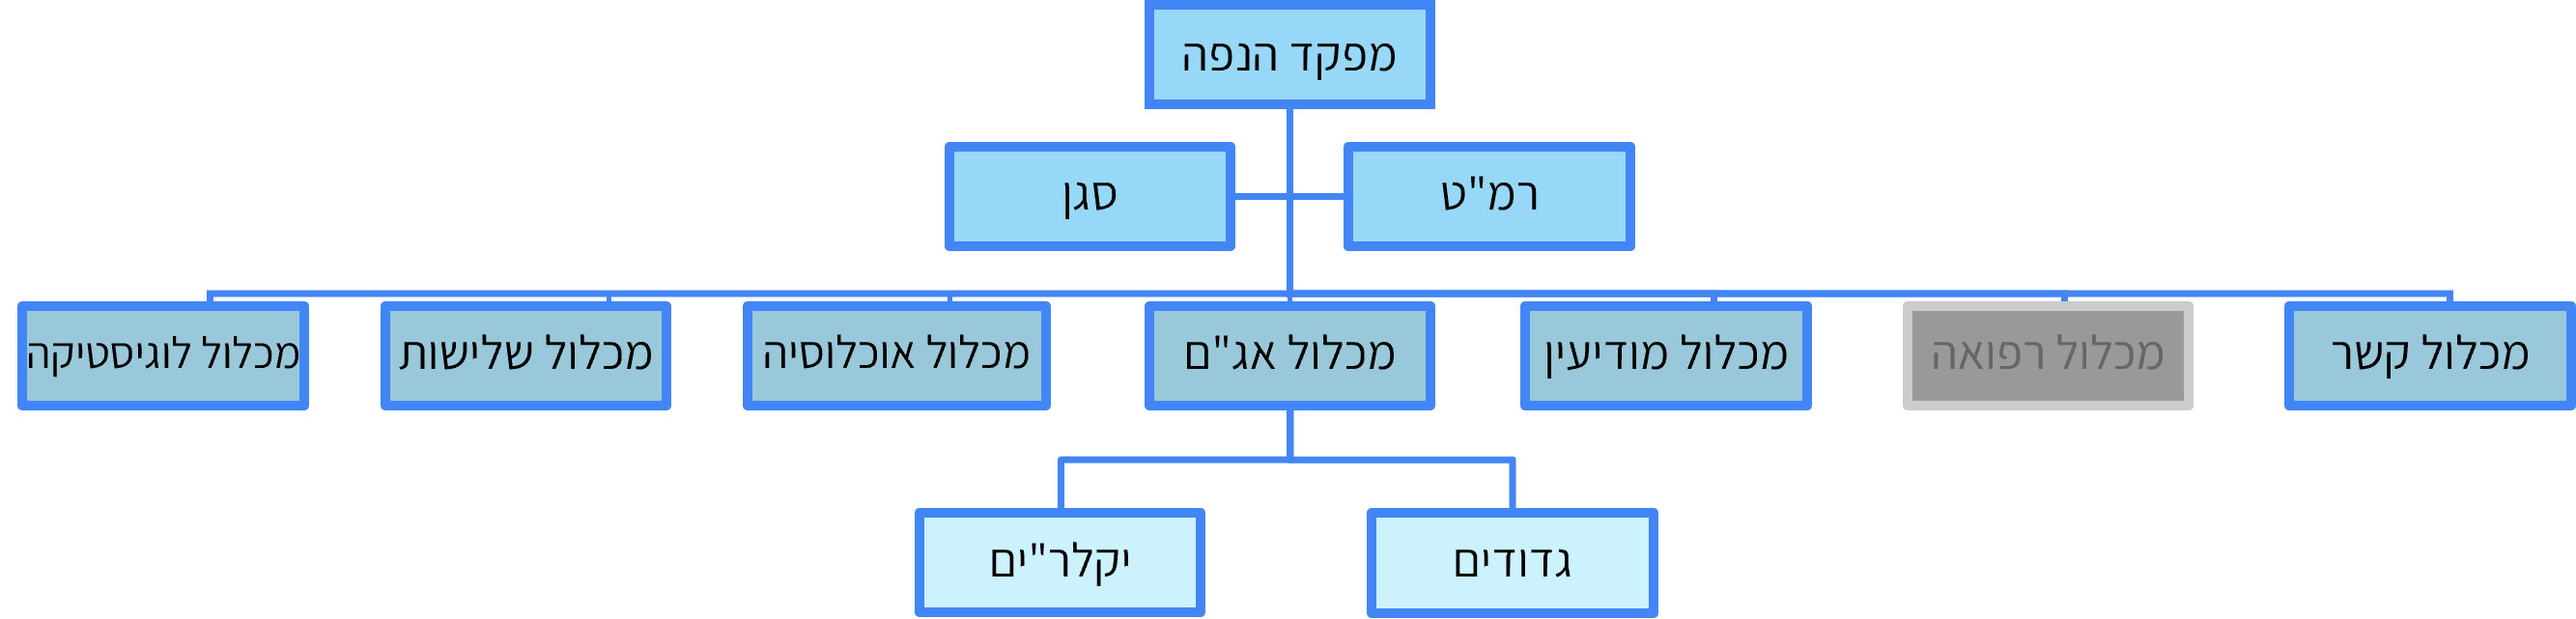 מפקד הנפה
רמ"ט
סגן
מכלול קשר
מכלול רפואה
מכלול מודיעין
מכלול אג"ם
מכלול אוכלוסיה
מכלול שלישות
מכלול לוגיסטיקה
גדודים
יקלר"ים